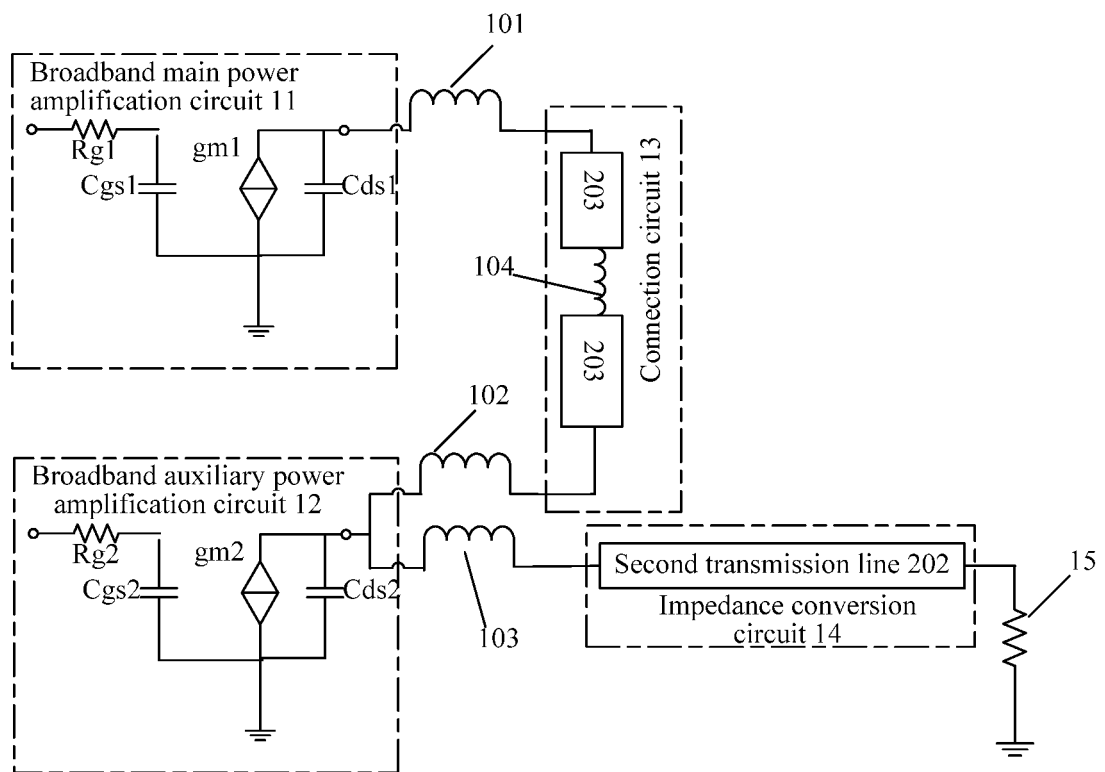 101
Broadband main power
amplification circuit 11
Rg1
gm1
Cgs1
Cds1
203
104
203
Connection circuit 13
102
Broadband auxiliary power
amplification circuit 12
Rg2
gm2
Cgs2
Cds2
103
Second transmission line 202
Impedance conversion
circuit 14
15